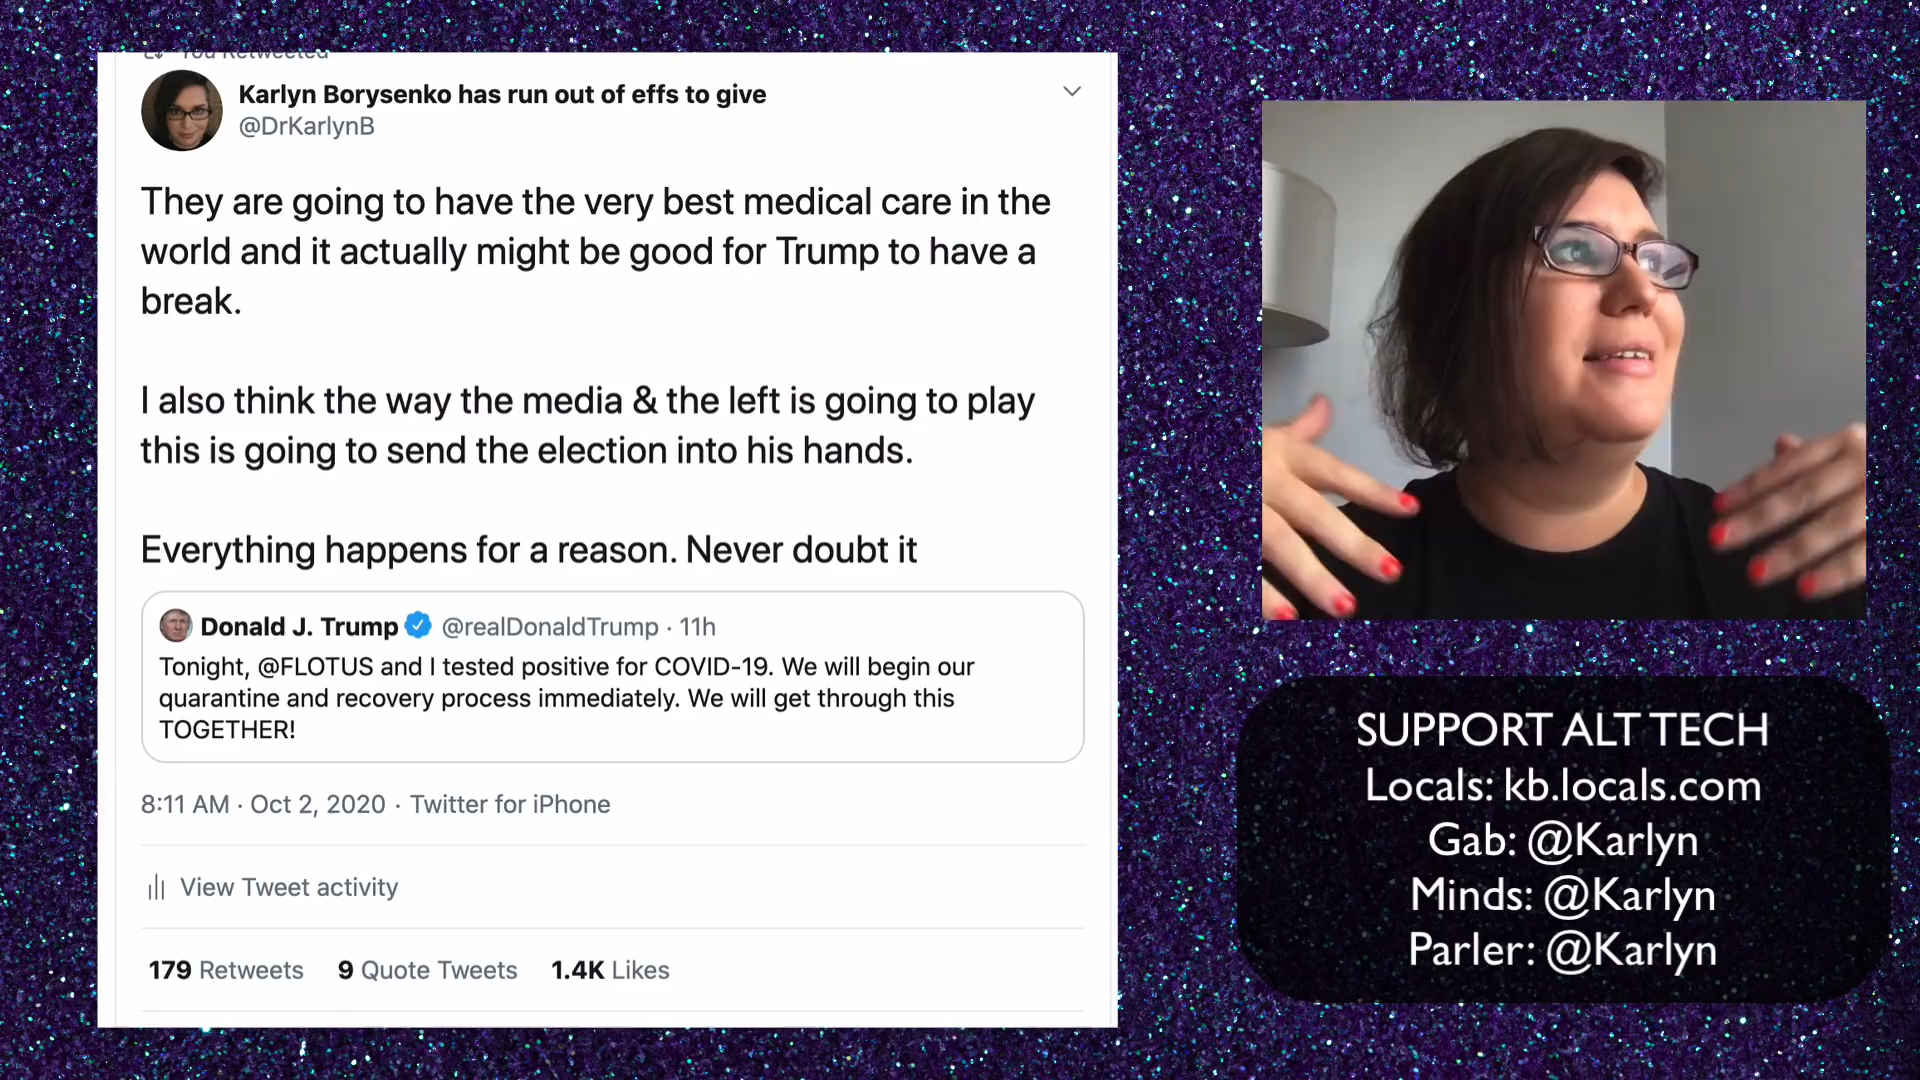 You Retweeted
Karlyn Borysenko has run out of effs to give
@DrKarlynB
They are going to have the very best medical care in the
world and it actually might be good for Trump to have a
break.
I also think the way the media & the left is going to play
this is going to send the election into his hands.
Everything happens for a reason. Never doubt it
Donald J. Trump @realDonaldTrump · 11h
Tonight, @FLOTUS and I tested positive for COVID-19. We will begin our
quarantine and recovery process immediately. We will get through this
TOGETHER!
8:11 AM · Oct 2, 2020 · Twitter for iPhone
View Tweet activity
179 Retweets 9 Quote Tweets 1.4K Likes
SUPPORT ALT TECH
Locals: kb.locals.com
Gab: @Karlyn
Minds: @Karlyn
Parler: @Karlyn